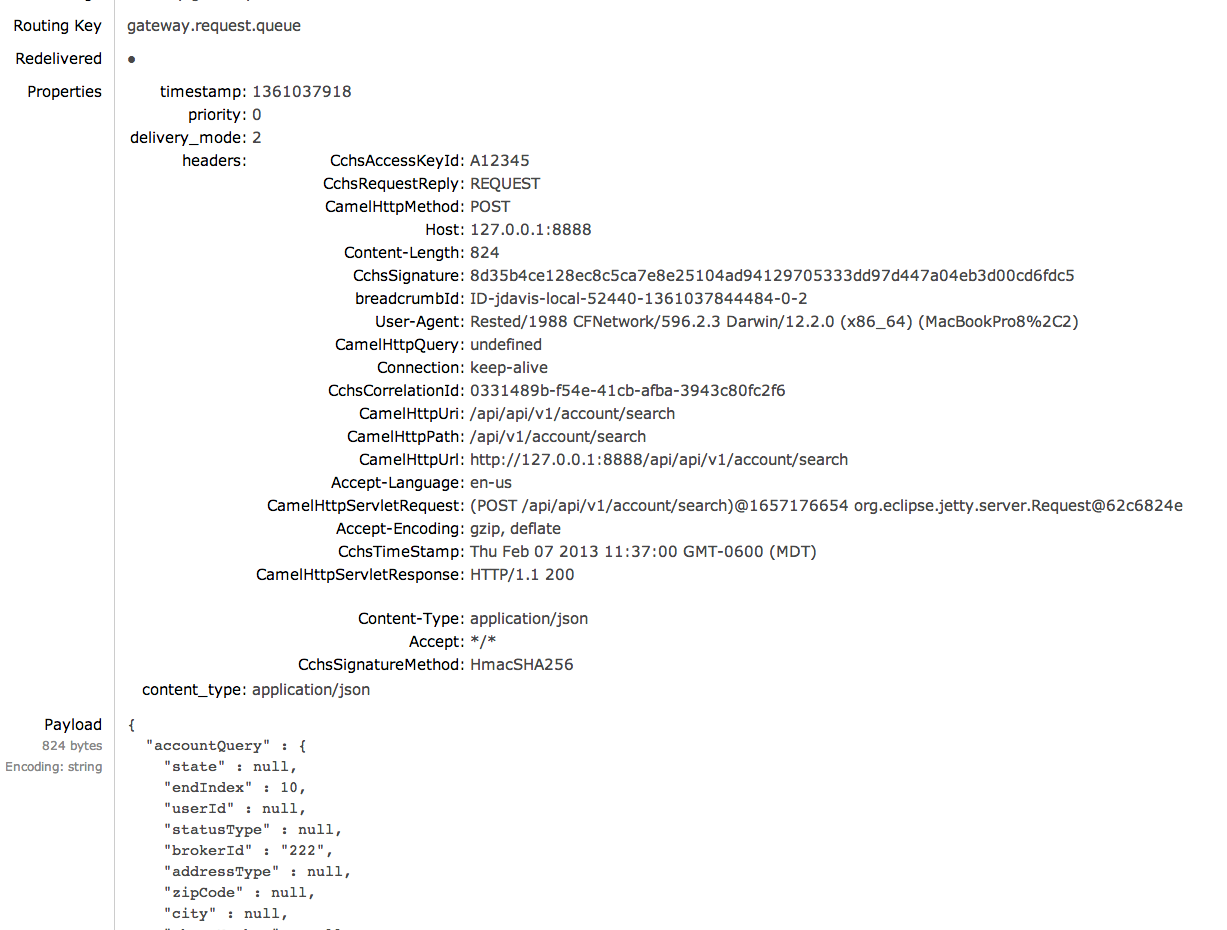 Routing Key gateway.request.queue
Redelivered ●
Properties timestamp: 1361037918
priority: 0
delivery_mode: 2
headers: CchsAccessKeyId: A12345
CchsRequestReply: REQUEST
CamelHttpMethod: POST
Host: 127.0.0.1:8888
Content-Length: 824
CchsSignature: 8d35b4ce128ec8c5ca7e8e25104ad94129705333dd97d447a04eb3d00cd6fdc5
breadcrumbId: ID-jdavis-local-52440-1361037844484-0-2
User-Agent: Rested/1988 CFNetwork/596.2.3 Darwin/12.2.0 (x86_64) (MacBookPro8%2C2)
CamelHttpQuery: undefined
Connection: keep-alive
CchsCorrelationId: 0331489b-f54e-41cb-afba-3943c80fc2f6
CamelHttpUri: /api/api/v1/account/search
CamelHttpPath: /api/v1/account/search
CamelHttpUrl: http://127.0.0.1:8888/api/api/v1/account/search
Accept-Language: en-us
CamelHttpServletRequest: (POST /api/api/v1/account/search)@1657176654 org.eclipse.jetty.server.Request@62c6824e
Accept-Encoding: gzip, deflate
CchsTimeStamp: Thu Feb 07 2013 11:37:00 GMT-0600 (MDT)
CamelHttpServletResponse: HTTP/1.1 200
Content-Type: application/json
Accept: */*
CchsSignatureMethod: HmacSHA256
content_type: application/json
Payload {
824 bytes "accountQuery" : {
Encoding: string "state" : null,
"endIndex" : 10,
"userId" : null,
"statusType" : null,
"brokerId" : "222",
"addressType" : null,
"zipCode" : null,
"city" : null,